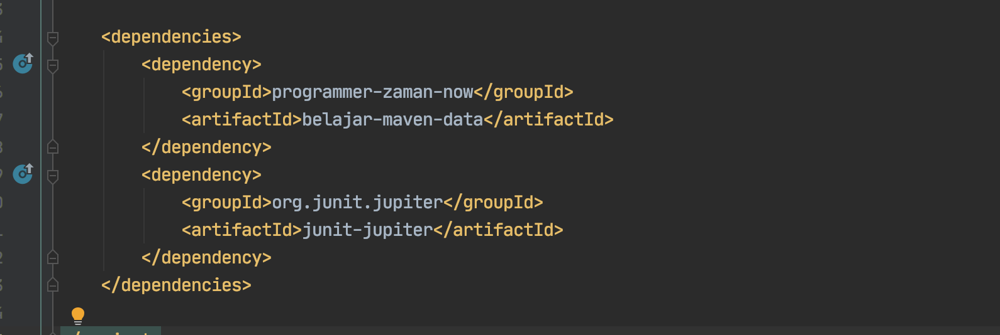 <dependencies>
<dependency>
<groupId>programmer-zaman-now</groupId>
<artifactId>belajar-maven-data</artifactId>
</dependency>
<dependency>
<groupId>org.junit.jupiter</groupId>
<artifactId>junit-jupiter</artifactId>
</dependency>
</dependencies>